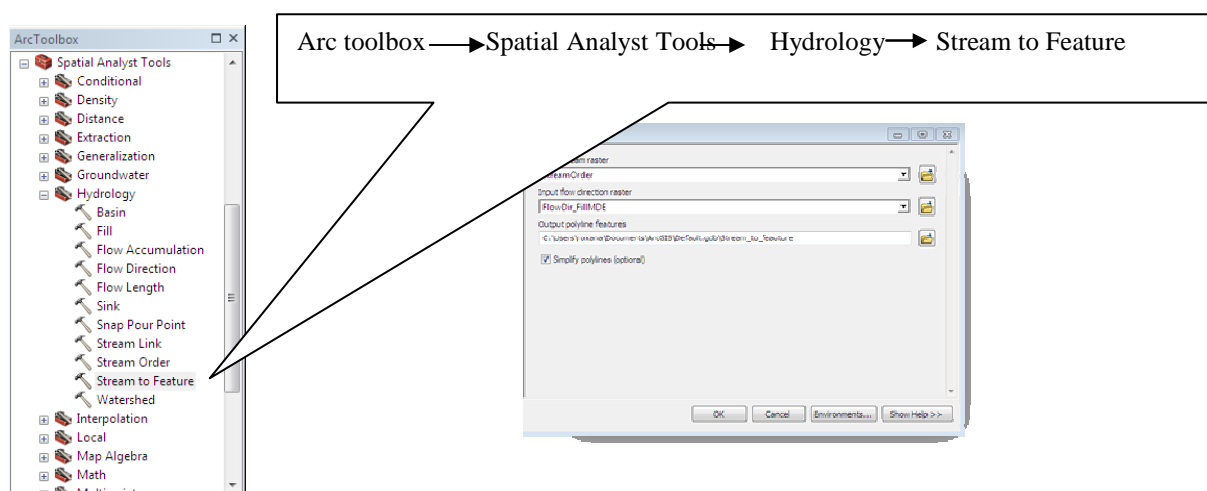 Arc toolbox Spatial Analyst Tools Hydrology Stream to Feature
ArcToolbox
Spatial Analyst Tools
Conditional
Density
Distance
Extraction
Generalization
Groundwater
Hydrology
Basin
Fill
Flow Accumulation
Flow Direction
Flow Length
Sink
Snap Pour Point
Stream Link
Stream Order
Stream to Feature
Watershed
Interpolation
Local
Map Algebra
Math
raster
Input flow direction raster
FlowDir_FillMDE
Output polyline features
Simplify polylines (optional)
OK Cancel Environments... Show Help >>